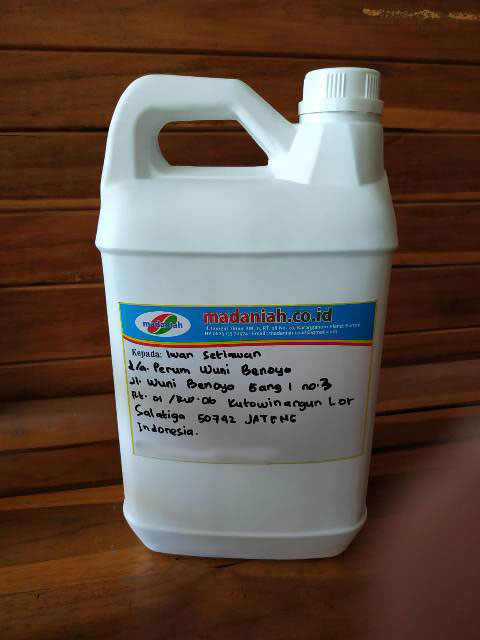 madaniah
madaniah.co.id
Kepada: Iwan Setiawan
d/a. Perum Wuni Benoyo
Jl. Wuni Benoyo Gang 1 no.3
Rt. 01 / Rw. 06 Kutowinangun Lor
Salatiga 50742 JATENG
Indonesia.